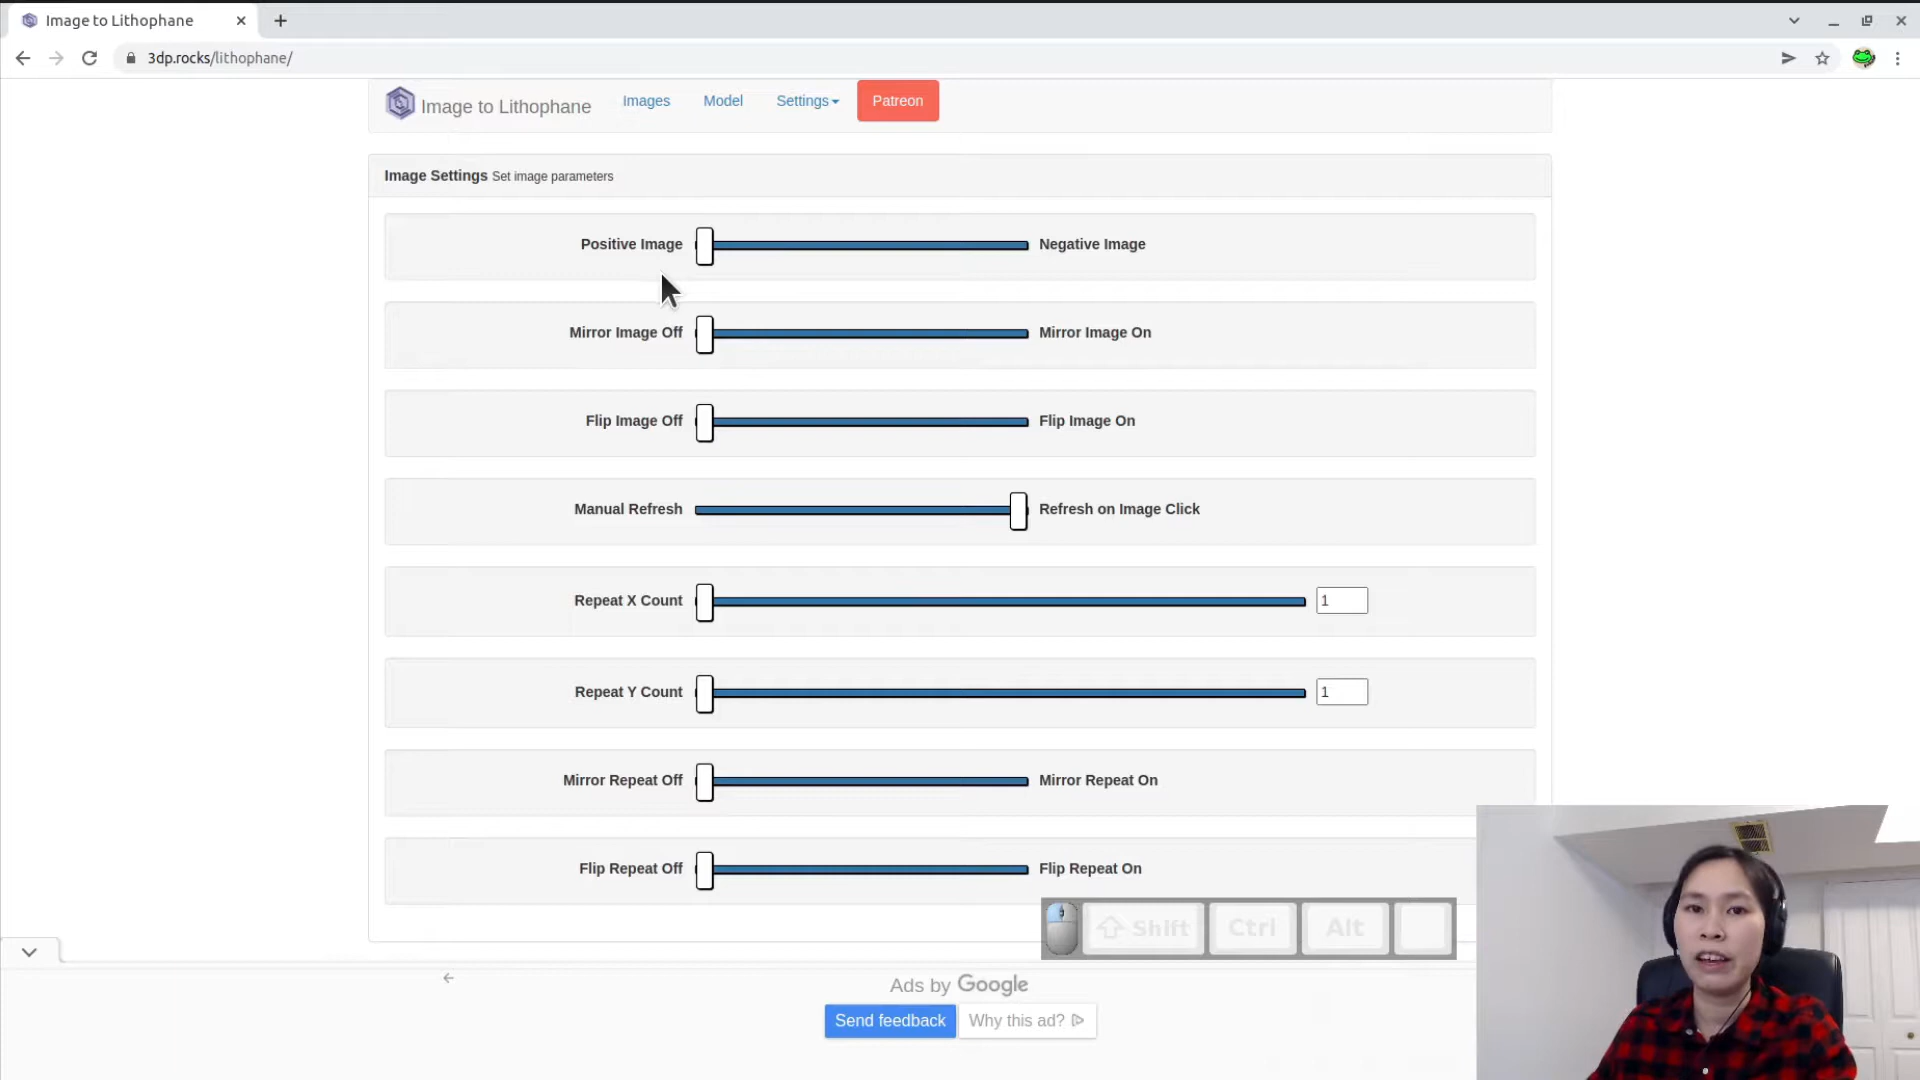 Image to Lithophane
3dp.rocks/lithophane/
Image to Lithophane Images Model Settings Patreon
Image Settings Set image parameters
Positive Image Negative Image
Mirror Image Off Mirror Image On
Flip Image Off Flip Image On
Manual Refresh Refresh on Image Click
Repeat X Count 1
Repeat Y Count 1
Mirror Repeat Off Mirror Repeat On
Flip Repeat Off Flip Repeat On
Shift Ctrl Alt
Ads by Google
Send feedback Why this ad?